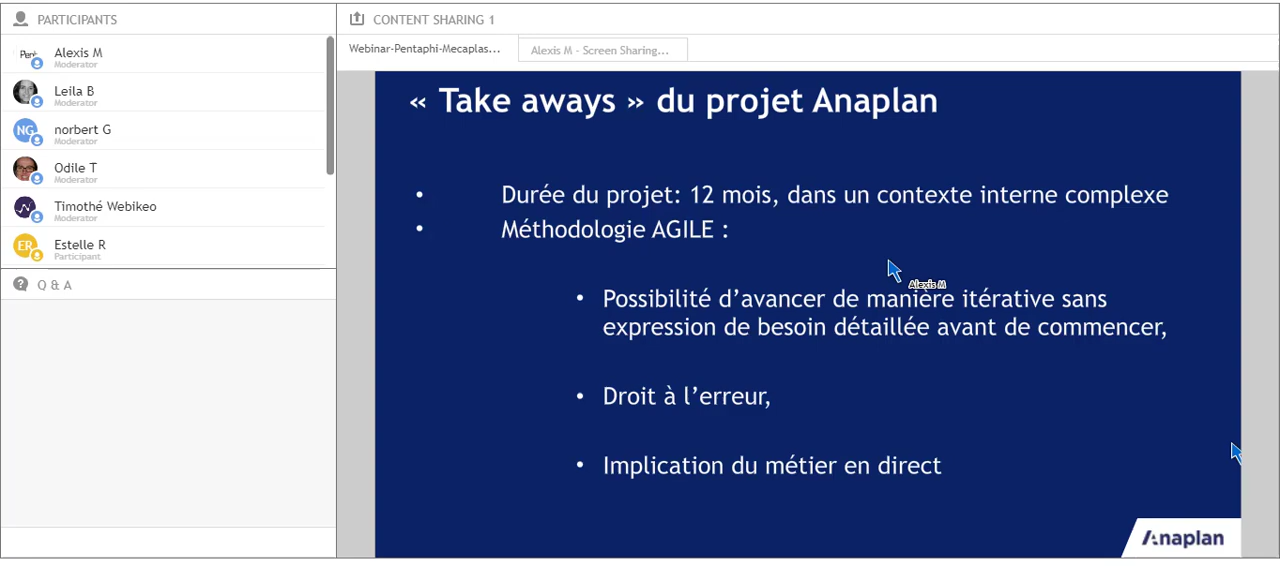 PARTICIPANTS
Alexis M
Moderator
Leila B
Moderator
NG
norbert G
Moderator
Odile T
Moderator
Timothé Webikeo
Moderator
ER
Estelle R
Participant
Q & A
CONTENT SHARING 1
Webinar-Pentaphi-Mecaplas...
Alexis M - Screen Sharing...
« Take aways » du projet Anaplan
• Durée du projet: 12 mois, dans un contexte interne complexe
• Méthodologie AGILE :
Alexis M
• Possibilité d’avancer de manière itérative sans
expression de besoin détaillée avant de commencer,
• Droit à l’erreur,
• Implication du métier en direct
Anaplan